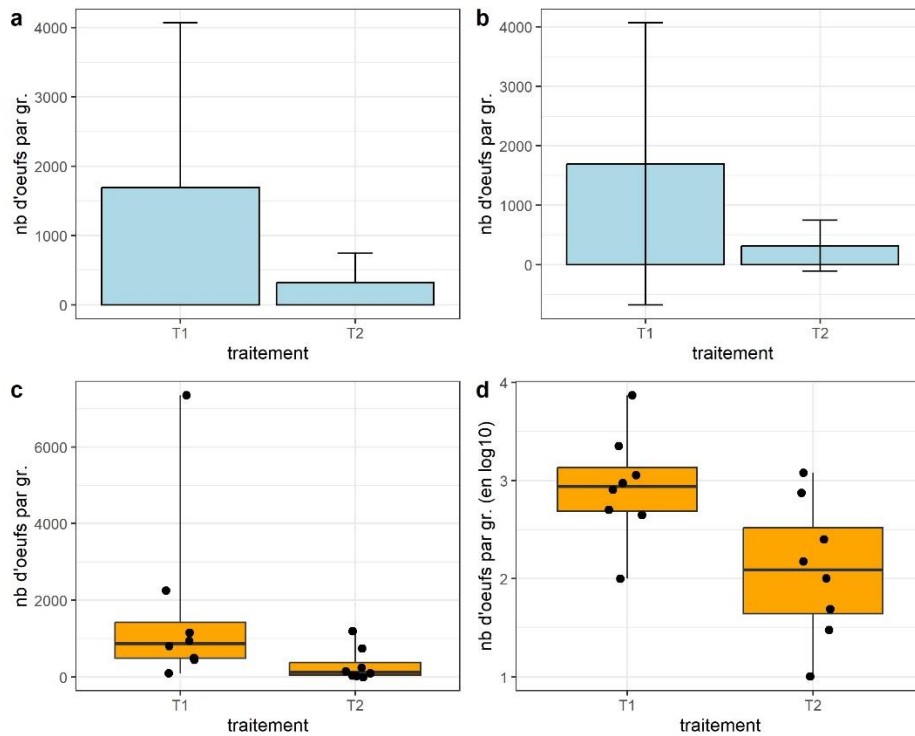 a
4000
3000
2000
1000
0
nb d'oeufs par gr.
T1 T2
traitement
b
4000
3000
2000
1000
0
nb d'oeufs par gr.
T1 T2
traitement
c
6000
4000
2000
0
nb d'oeufs par gr.
T1 T2
traitement
d
4
3
2
1
nb d'oeufs par gr. (en log10)
T1 T2
traitement